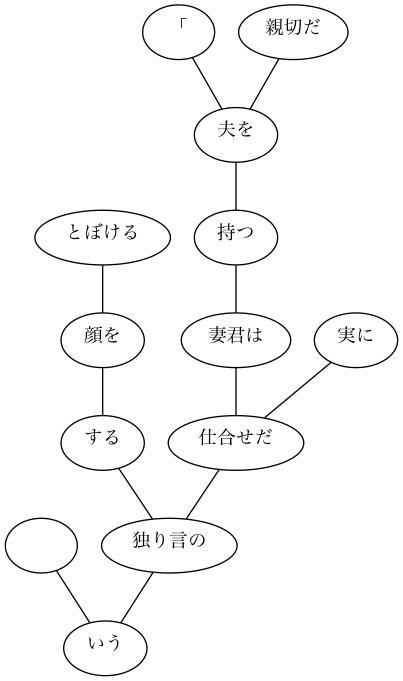 「
親切だ
夫を
とぼける
持つ
顔を
妻君は
実に
する
仕合せだ
独り言の
いう